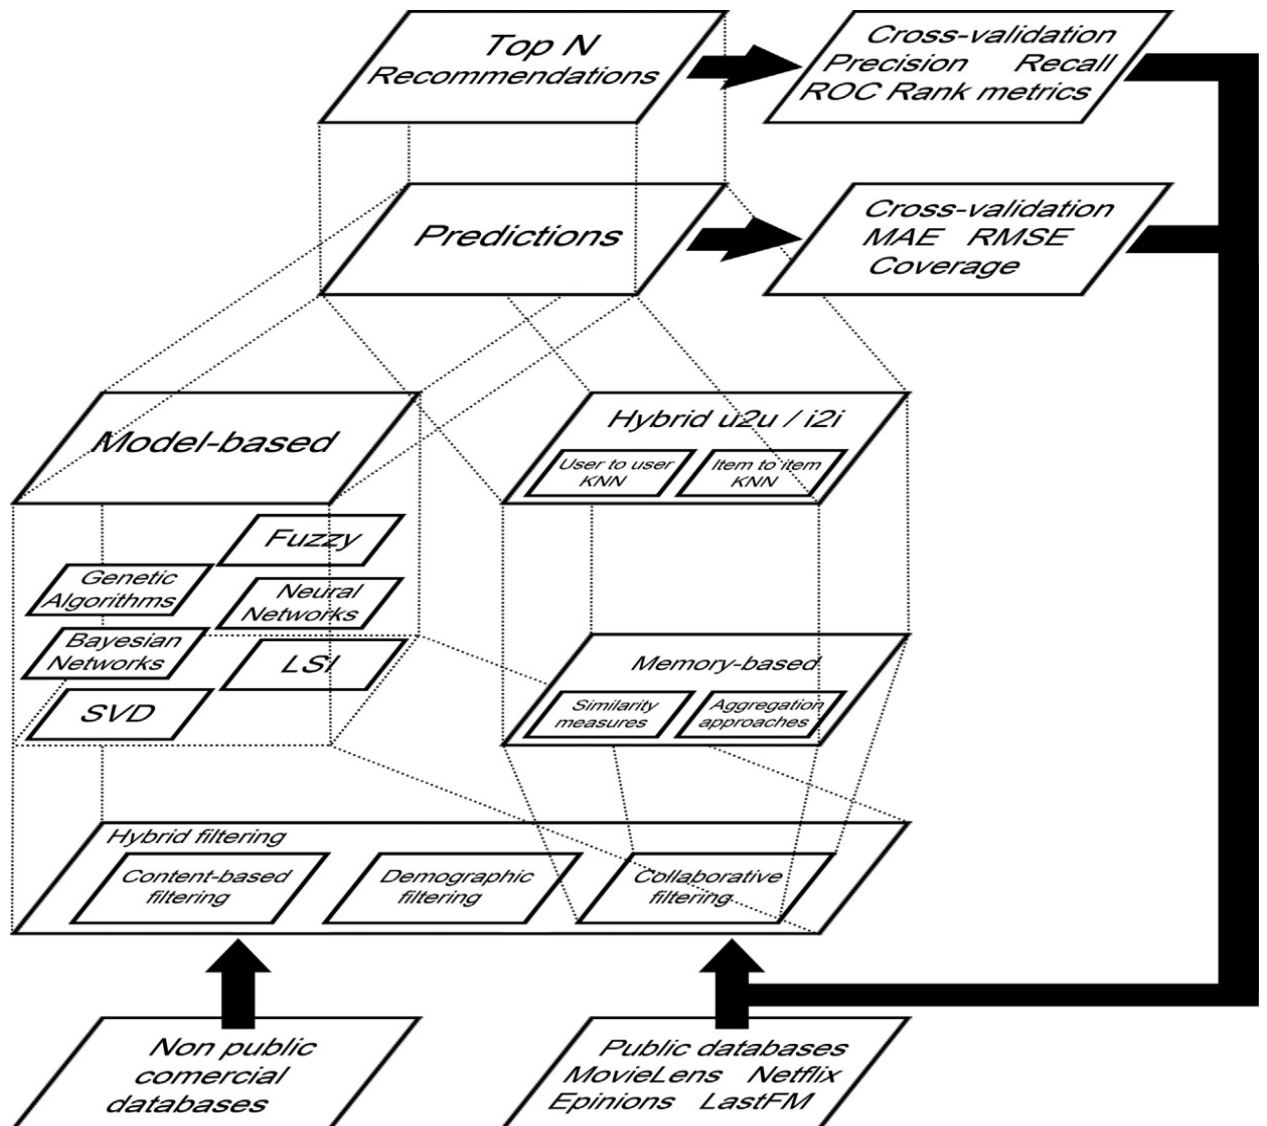 Top N
Recommendations
Cross-validation
Precision Recall
ROC Rank metrics
Predictions
Cross-validation
MAE RMSE
Coverage
Model-based
Hybrid u2u / i2i
User to user
KNN
Item to item
KNN
Fuzzy
Genetic
Algorithms
Neural
Networks
Bayesian
Networks
LSI
SVD
Memory-based
Similarity
measures
Aggregation
approaches
Hybrid filtering
Content-based
filtering
Demographic
filtering
Collaborative
filtering
Non public
comercial
databases
Public databases
MovieLens Netflix
Epinions LastFM